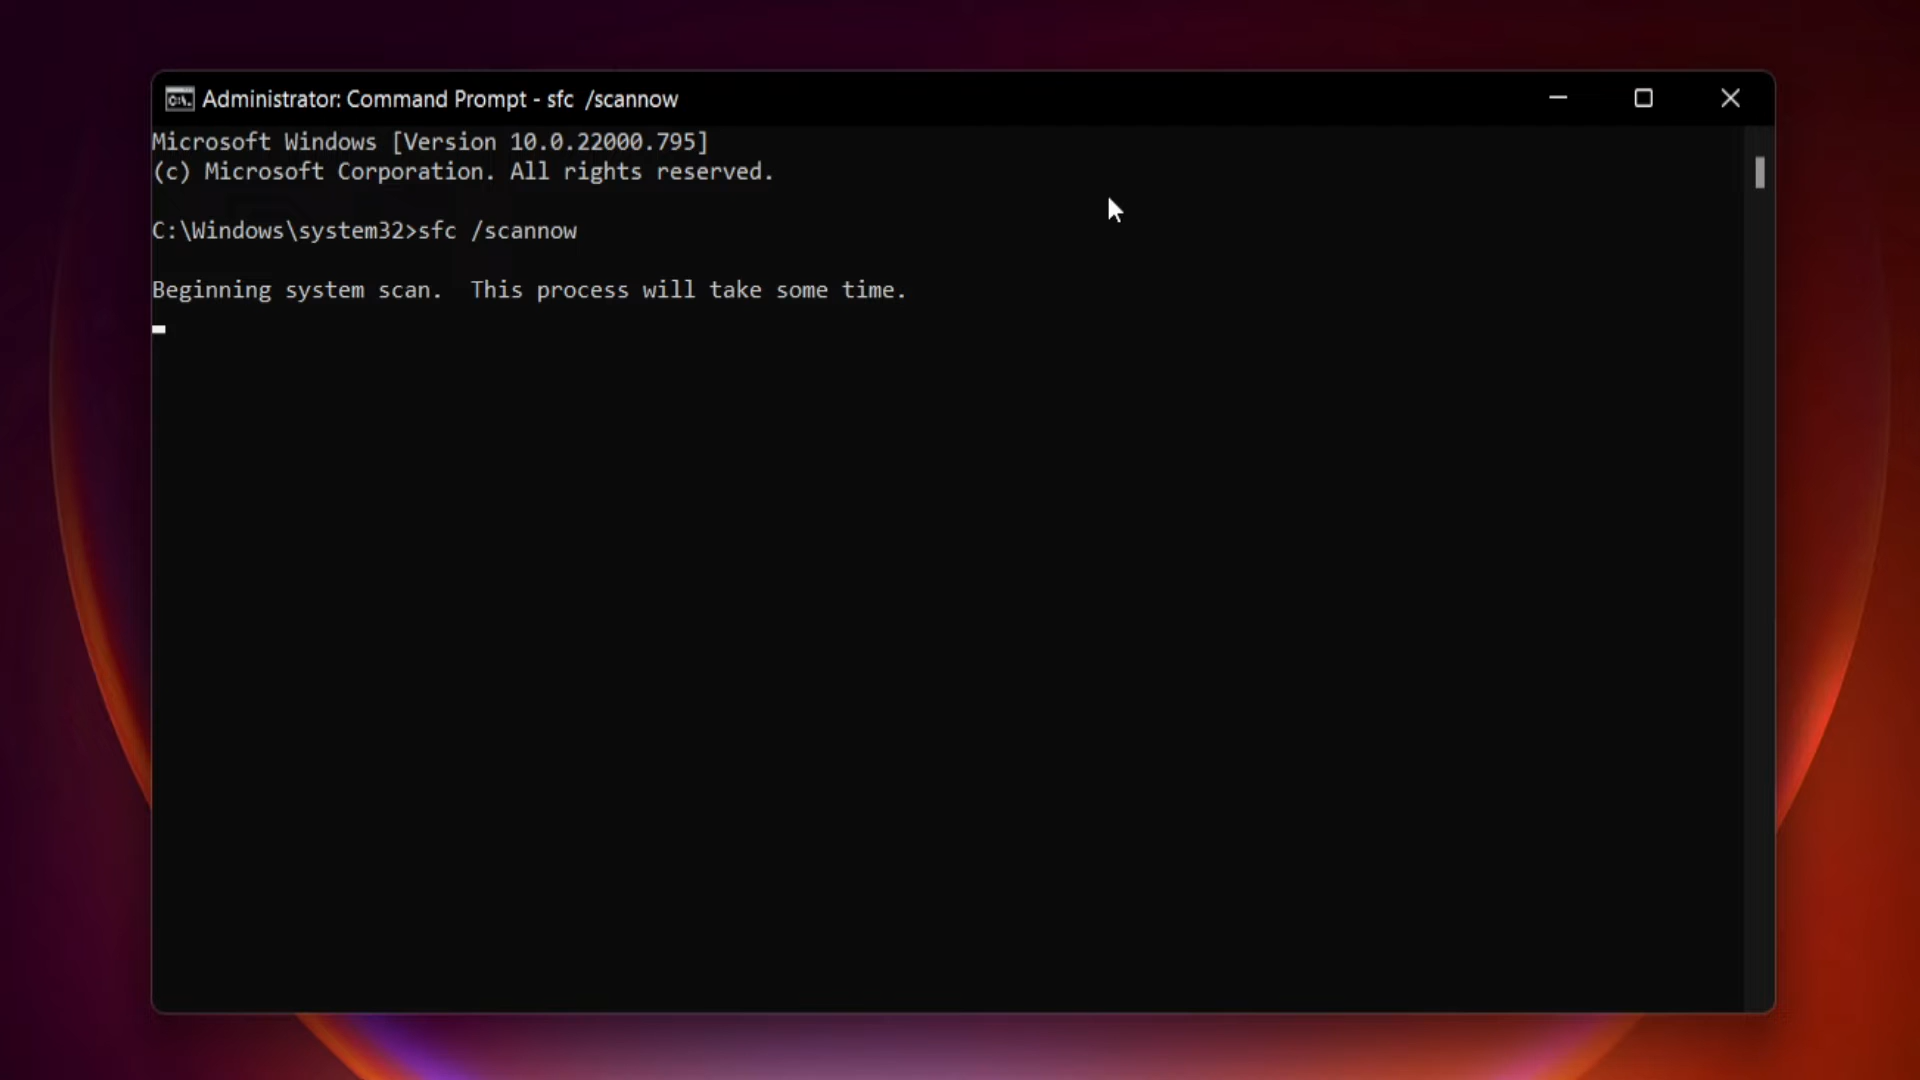 Administrator: Command Prompt - sfc  /scannow
Microsoft Windows [Version 10.0.22000.795]
(c) Microsoft Corporation. All rights reserved.
C:\Windows\system32>sfc /scannow
Beginning system scan.  This process will take some time.